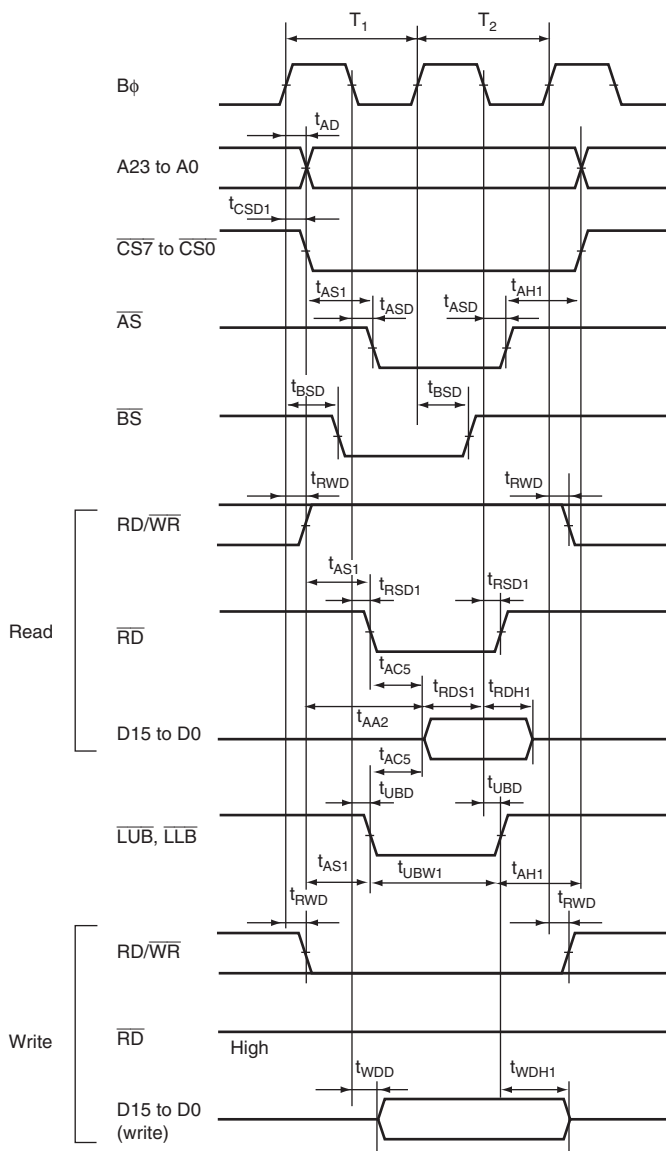 T1 T2
Bφ
tAD
A23 to A0
tCSD1
CS7 to CS0
tAS1 tASD tASD tAH1
AS
tBSD tBSD
BS
tRWD tRWD
RD/WR
tAS1 tRSD1 tRSD1
Read
RD
tAC5 tRDS1 tRDH1
tAA2
D15 to D0
tAC5
tUBD tUBD
LUB, LLB
tAS1 tUBW1 tAH1
tRWD tRWD
RD/WR
Write
RD
High
tWDD tWDH1
D15 to D0
(write)